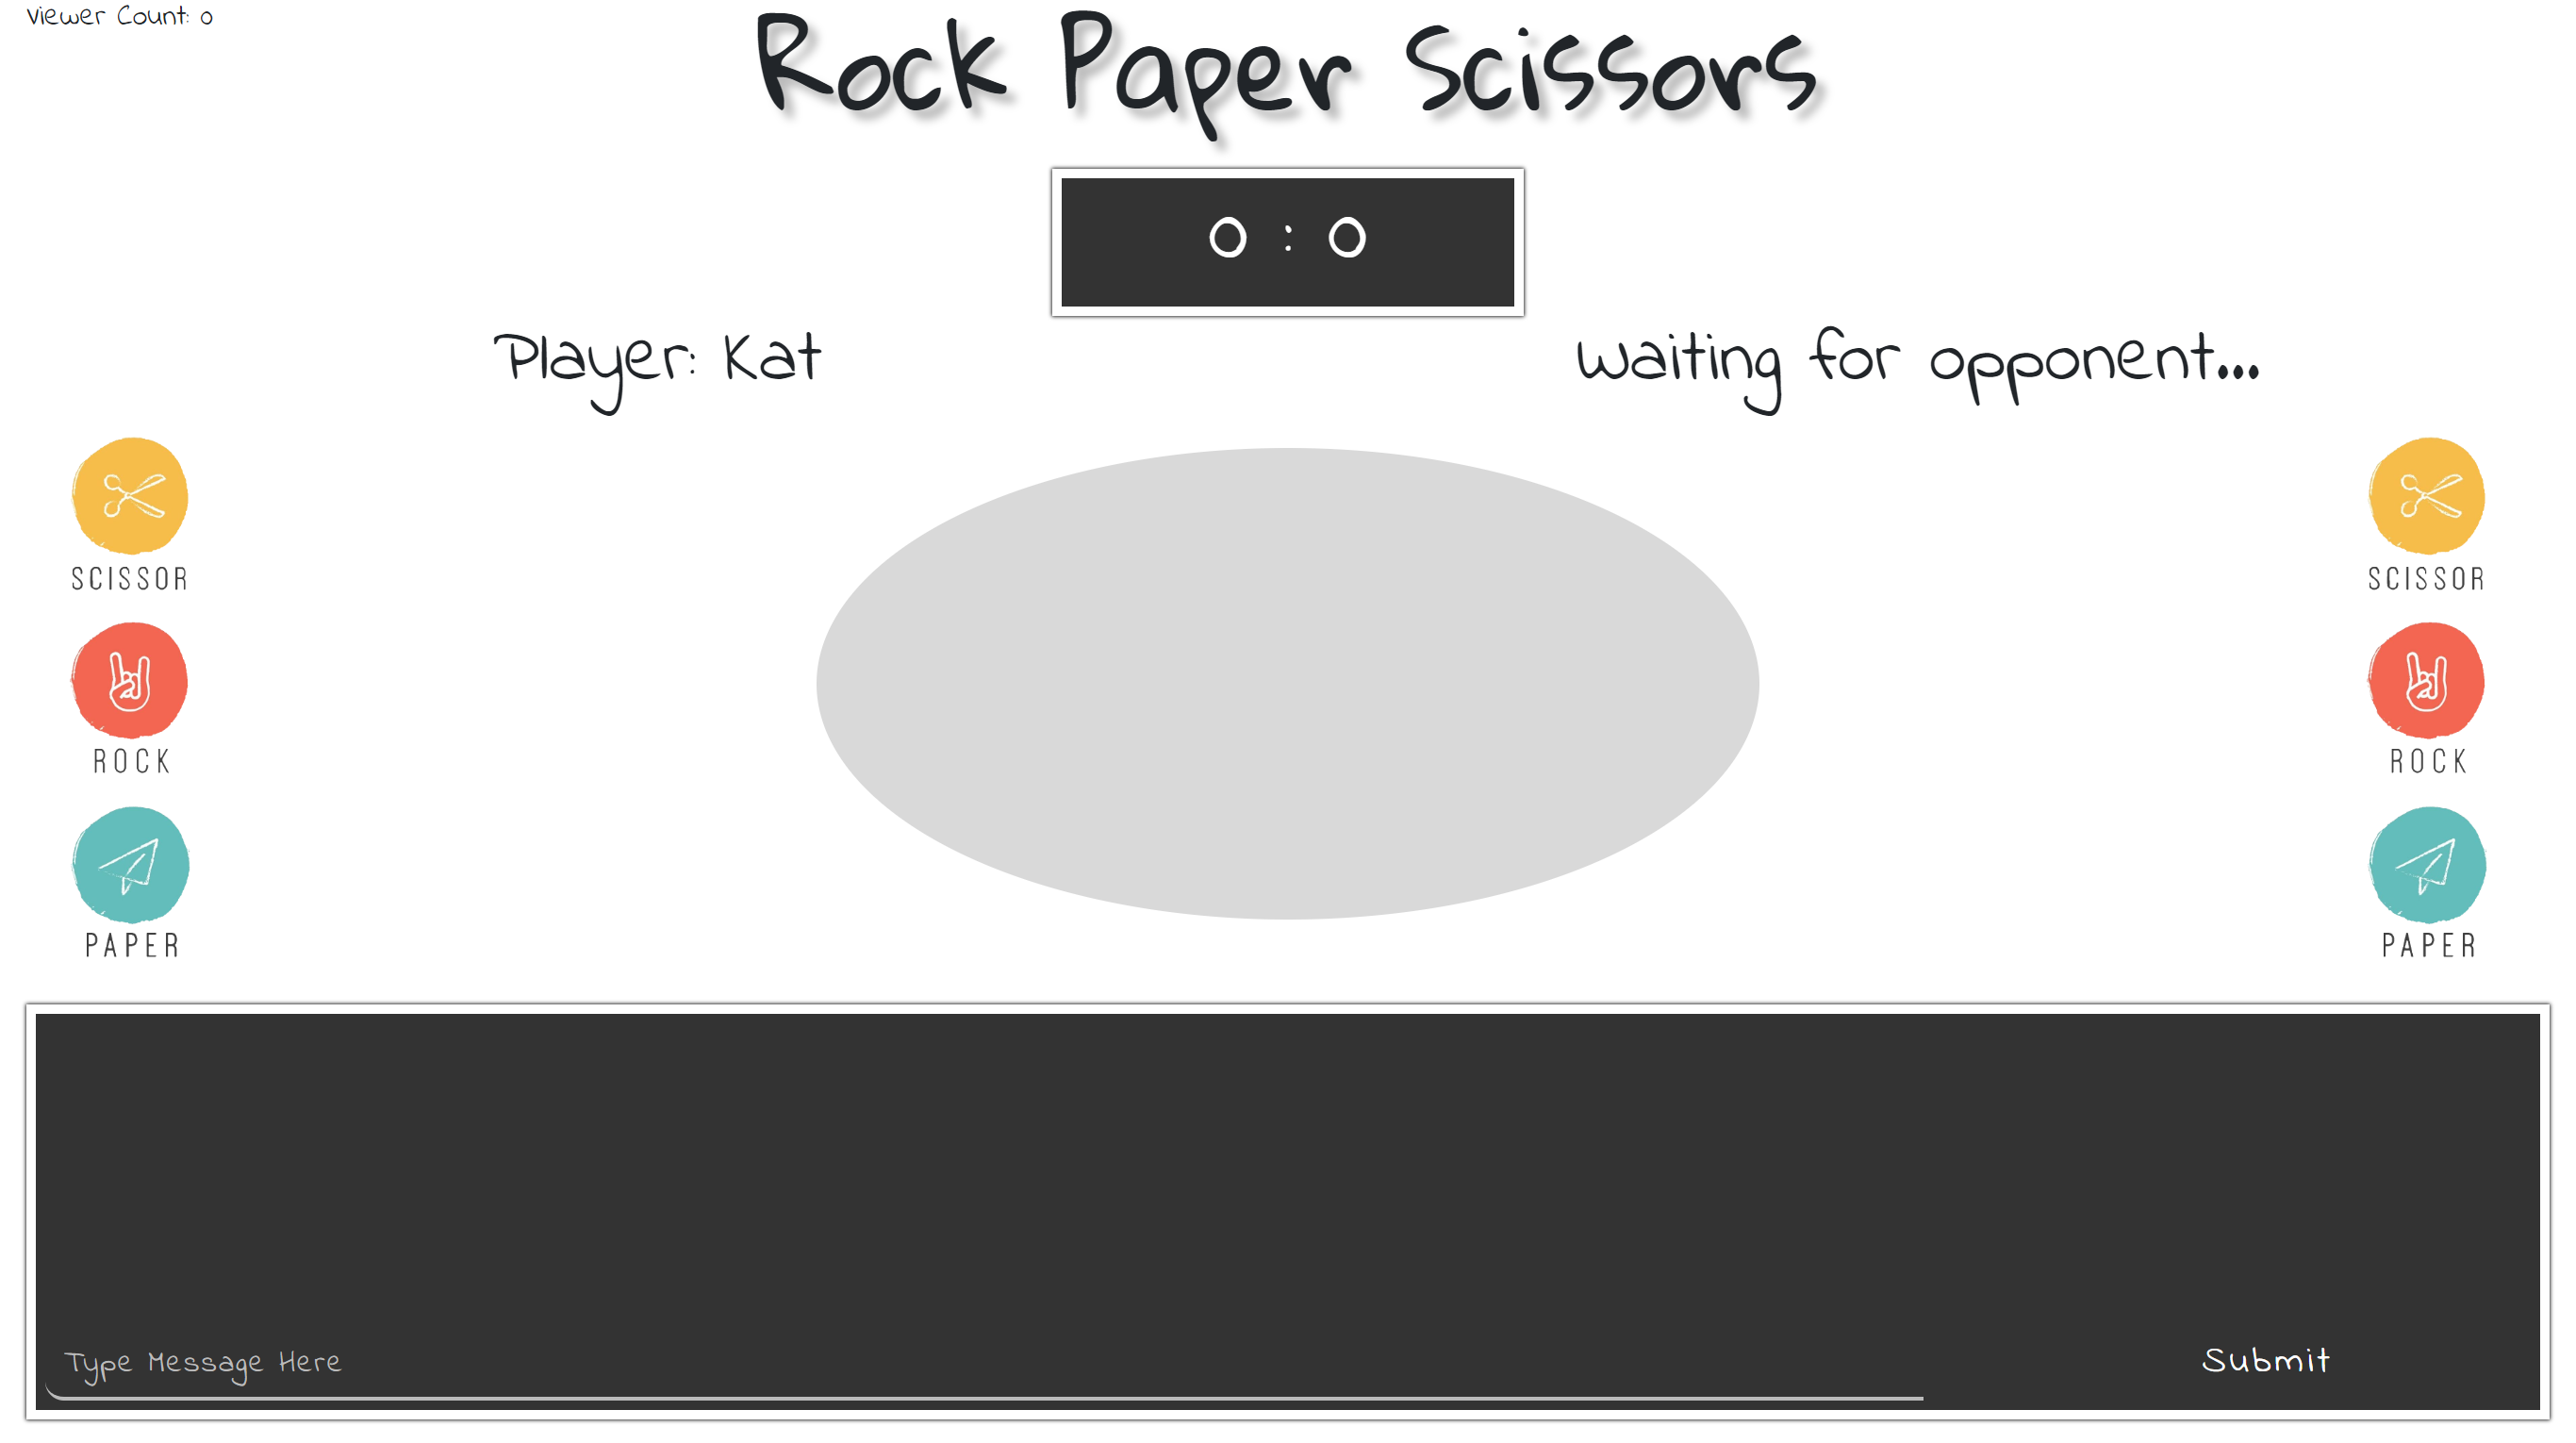 Viewer Count: 0
Rock Paper Scissors
0 : 0
Player: Kat
Waiting for opponent...
SCISSOR
SCISSOR
ROCK
ROCK
PAPER
PAPER
Type Message Here
Submit